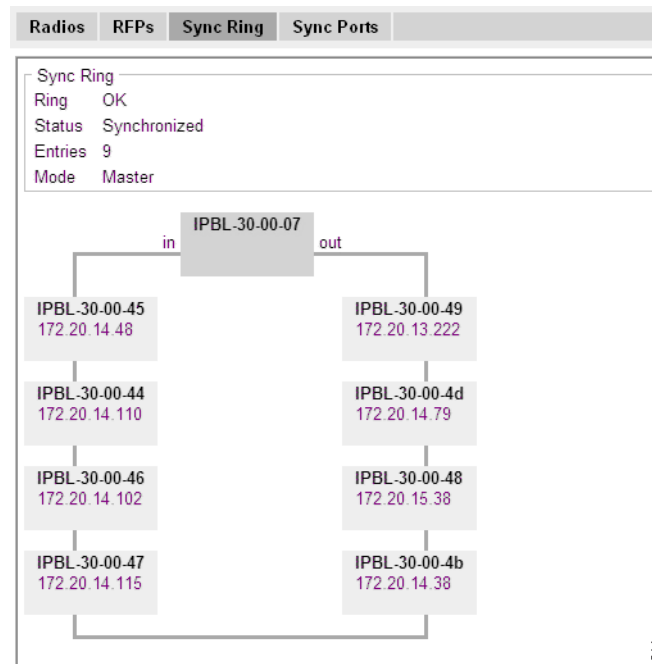 Radios RFPs Sync Ring Sync Ports
Sync Ring
Ring OK
Status Synchronized
Entries 9
Mode Master
IPBL-30-00-07
in out
IPBL-30-00-45 IPBL-30-00-49
172.20.14.48 172.20.13.222
IPBL-30-00-44 IPBL-30-00-4d
172.20.14.110 172.20.14.79
IPBL-30-00-46 IPBL-30-00-48
172.20.14.102 172.20.15.38
IPBL-30-00-47 IPBL-30-00-4b
172.20.14.115 172.20.14.38